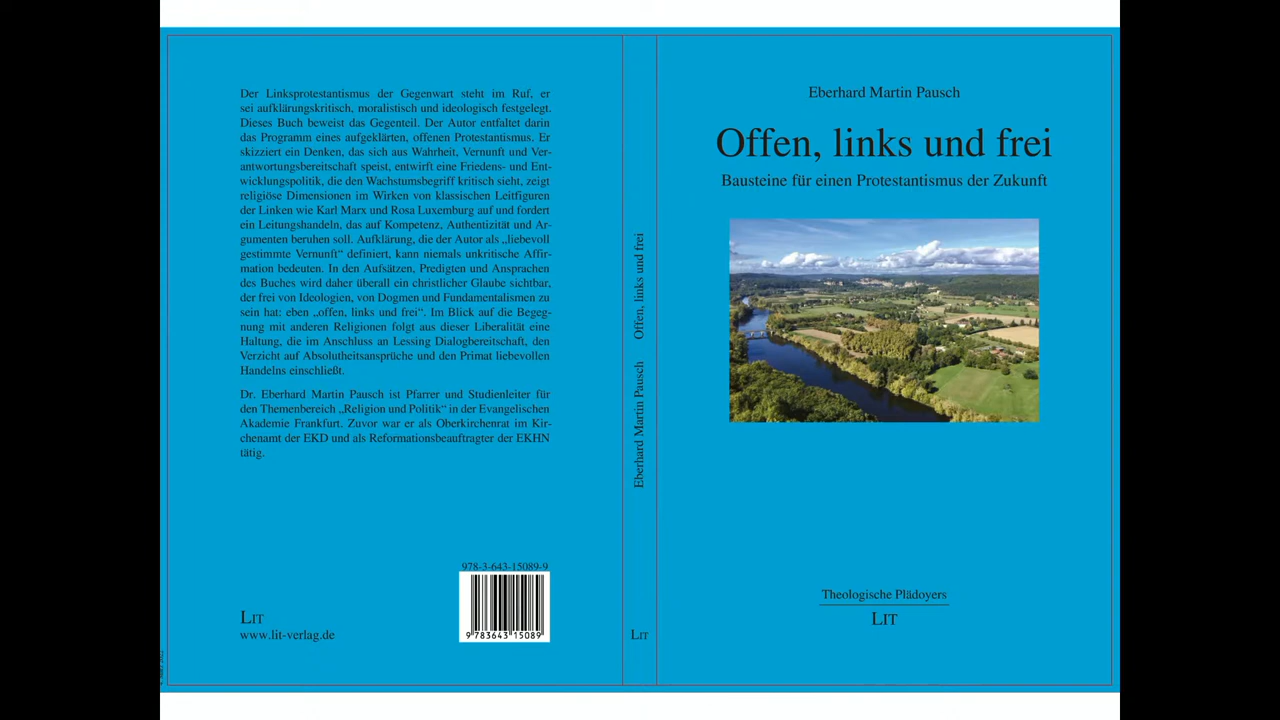 Der Linksprotestantismus der Gegenwart steht im Ruf, er
sei aufklärungskritisch, moralistisch und ideologisch festgelegt.
Dieses Buch beweist das Gegenteil. Der Autor entfaltet darin
das Programm eines aufgeklärten, offenen Protestantismus. Er
skizziert ein Denken, das sich aus Wahrheit, Vernunft und Ver-
antwortungsbereitschaft speist, entwirft eine Friedens- und Ent-
wicklungspolitik, die den Wachstumsbegriff kritisch sieht, zeigt
religiöse Dimensionen im Wirken von klassischen Leitfiguren
der Linken wie Karl Marx und Rosa Luxemburg auf und fordert
ein Leitungshandeln, das auf Kompetenz, Authentizität und Ar-
gumenten beruhen soll. Aufklärung, die der Autor als „liebevoll
gestimmte Vernunft“ definiert, kann niemals unkritische Affir-
mation bedeuten. In den Aufsätzen, Predigten und Ansprachen
des Buches wird daher überall ein christlicher Glaube sichtbar,
der frei von Ideologien, von Dogmen und Fundamentalismen zu
sein hat: eben „offen, links und frei“. Im Blick auf die Begeg-
nung mit anderen Religionen folgt aus dieser Liberalität eine
Haltung, die im Anschluss an Lessing Dialogbereitschaft, den
Verzicht auf Absolutheitsansprüche und den Primat liebevollen
Handelns einschließt.
Dr. Eberhard Martin Pausch ist Pfarrer und Studienleiter für
den Themenbereich „Religion und Politik“ in der Evangelischen
Akademie Frankfurt. Zuvor war er als Oberkirchenrat im Kir-
chenamt der EKD und als Reformationsbeauftragter der EKHN
tätig.
978-3-643-15089-9
9 783643 150899
LIT
www.lit-verlag.de
Eberhard Martin Pausch Offen, links und frei
LIT
Eberhard Martin Pausch
Offen, links und frei
Bausteine für einen Protestantismus der Zukunft
Theologische Plädoyers
LIT